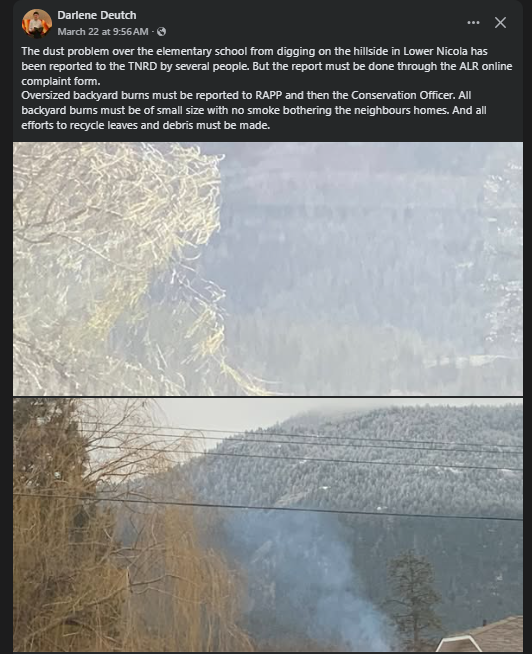 Darlene Deutch
March 22 at 9:56 AM ·
The dust problem over the elementary school from digging on the hillside in Lower Nicola has
been reported to the TNRD by several people. But the report must be done through the ALR online
complaint form.
Oversized backyard burns must be reported to RAPP and then the Conservation Officer. All
backyard burns must be of small size with no smoke bothering the neighbours homes. And all
efforts to recycle leaves and debris must be made.